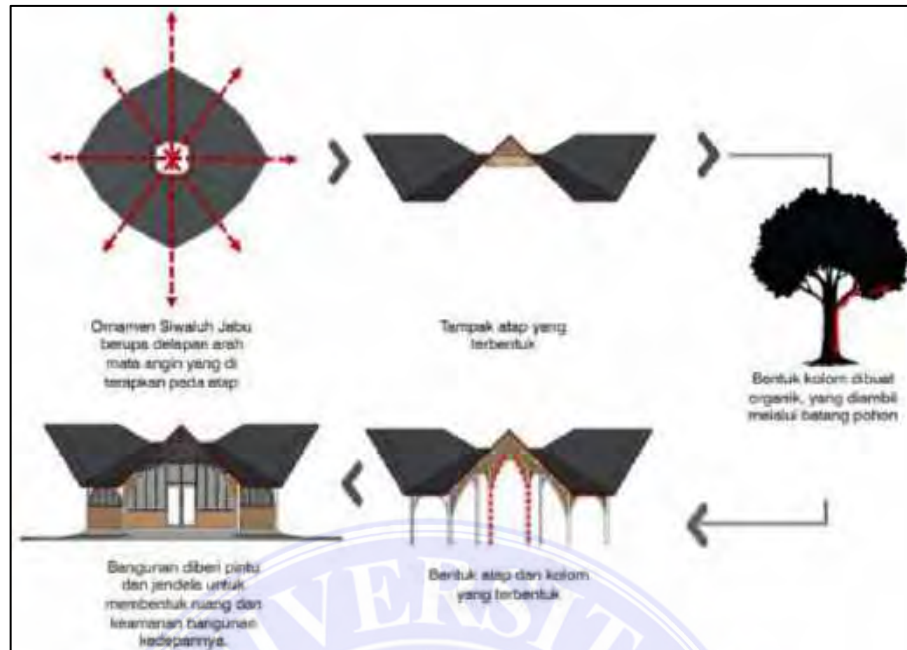 Ornamen Siwaluh Jabu
berupa delapan arah
mata angin yang di
terapkan pada atap
Tampak atap yang
terbentuk
Bentuk kolom dibuat
organik, yang diambil
melalui batang pohon
Bentuk atap dan kolom
yang terbentuk
Bangunan diberi pintu
dan jendela untuk
membentuk ruang dan
keamanan bangunan
kedepannya.
VERSIT